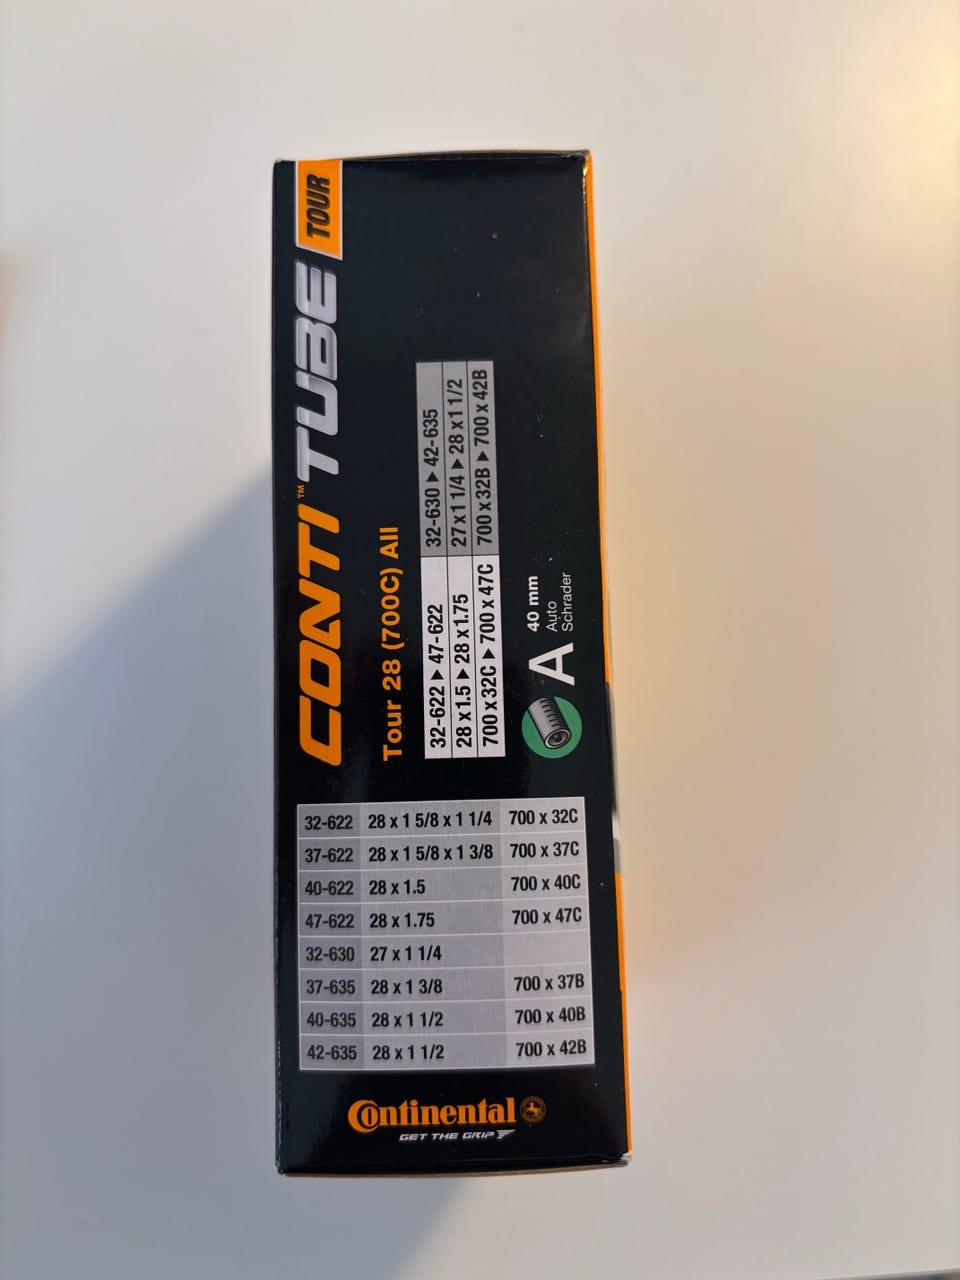 CONTI™ TUBE TOUR
Tour 28 (700C) All
32-622 ▶ 47-622 32-630 ▶ 42-635
28 x 1.5 ▶ 28 x 1.75 27 x 1 1/4 ▶ 28 x 1 1/2
700 x 32C ▶ 700 x 47C 700 x 32B ▶ 700 x 42B
A 40 mm
Auto
Schrader
32-622 28 x 1 5/8 x 1 1/4 700 x 32C
37-622 28 x 1 5/8 x 1 3/8 700 x 37C
40-622 28 x 1.5 700 x 40C
47-622 28 x 1.75 700 x 47C
32-630 27 x 1 1/4
37-635 28 x 1 3/8 700 x 37B
40-635 28 x 1 1/2 700 x 40B
42-635 28 x 1 1/2 700 x 42B
Continental
GET THE GRIP